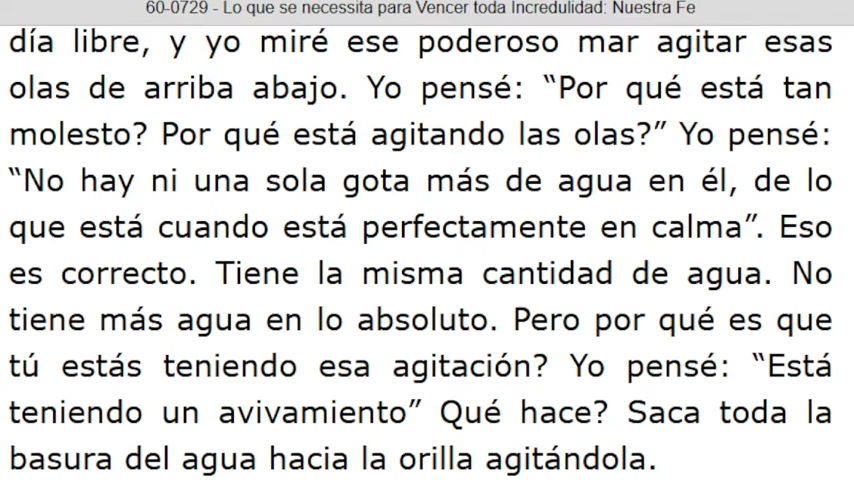 60-0729 - Lo que se necessita para Vencer toda Incredulidad: Nuestra Fe
día libre, y yo miré ese poderoso mar agitar esas
olas de arriba abajo. Yo pensé: “Por qué está tan
molesto? Por qué está agitando las olas?” Yo pensé:
“No hay ni una sola gota más de agua en él, de lo
que está cuando está perfectamente en calma”. Eso
es correcto. Tiene la misma cantidad de agua. No
tiene más agua en lo absoluto. Pero por qué es que
tú estás teniendo esa agitación? Yo pensé: “Está
teniendo un avivamiento” Qué hace? Saca toda la
basura del agua hacia la orilla agitándola.